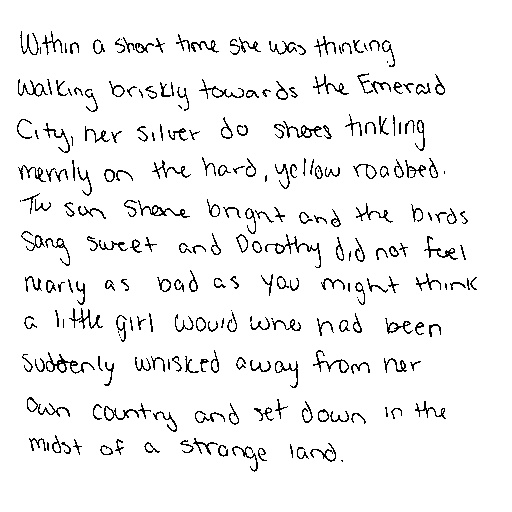 Within a short time she was thinking
walking briskly towards the Emerald
City, her silver do shoes tinkling
merrily on the hard, yellow roadbed.
The sun shone bright and the birds
sang sweet and Dorothy did not feel
nearly as bad as you might think
a little girl would who had been
suddenly whisked away from her
own country and set down in the
midst of a strange land.